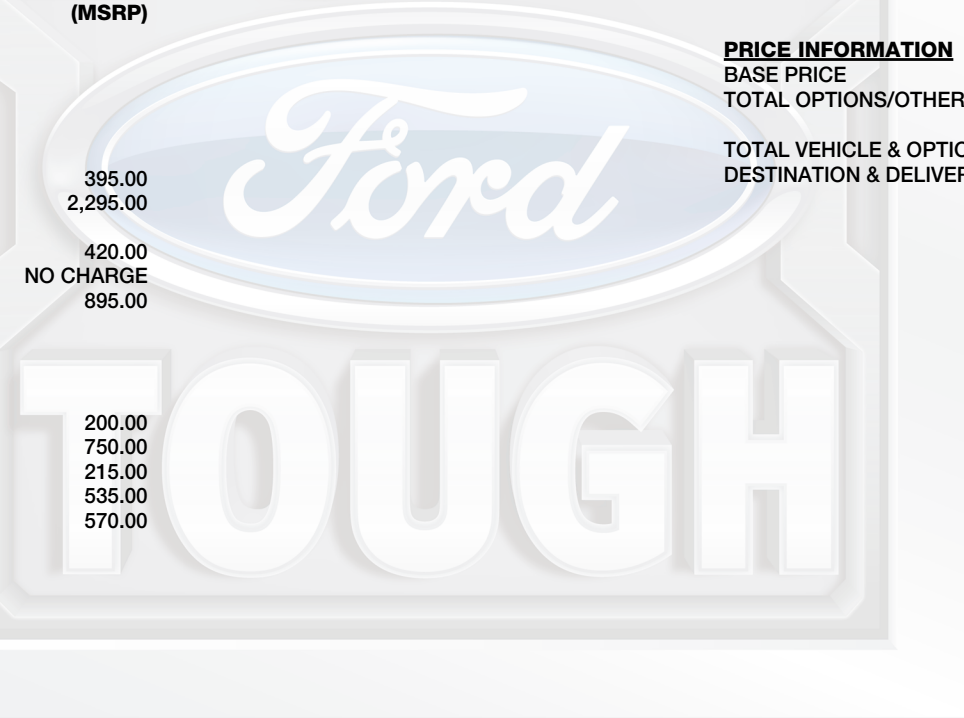 (MSRP)
395.00
2,295.00
420.00
NO CHARGE
895.00
200.00
750.00
215.00
535.00
570.00
PRICE INFORMATION
BASE PRICE
TOTAL OPTIONS/OTHER
TOTAL VEHICLE & OPTIO
DESTINATION & DELIVER
Ford
TOUGH